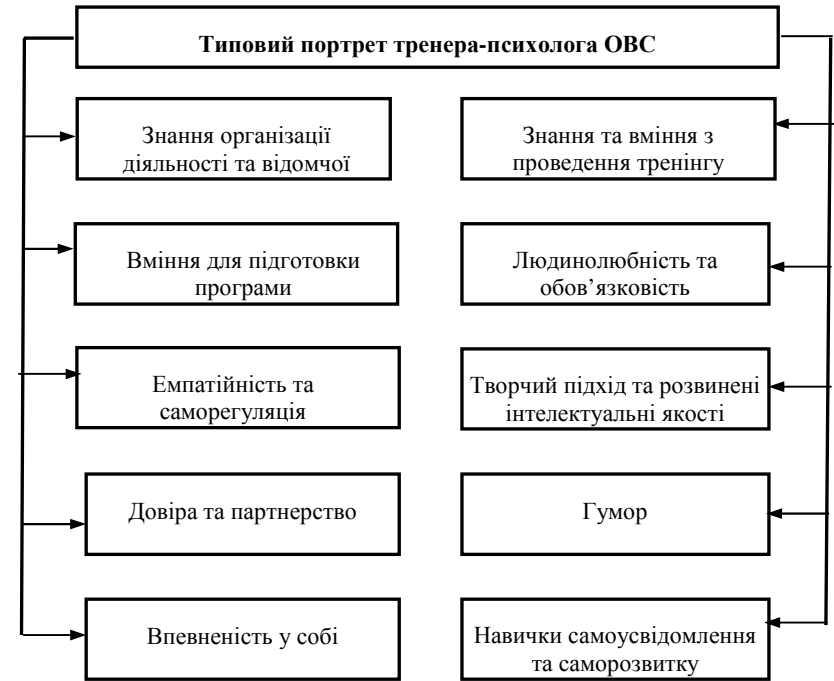 Типовий портрет тренера-психолога ОВС
Знання організації
діяльності та відомчої
Знання та вміння з
проведення тренінгу
Вміння для підготовки
програми
Людинолюбність та
обов’язковість
Емпатійність та
саморегуляція
Творчий підхід та розвинені
інтелектуальні якості
Довіра та партнерство
Гумор
Впевненість у собі
Навички самоусвідомлення
та саморозвитку